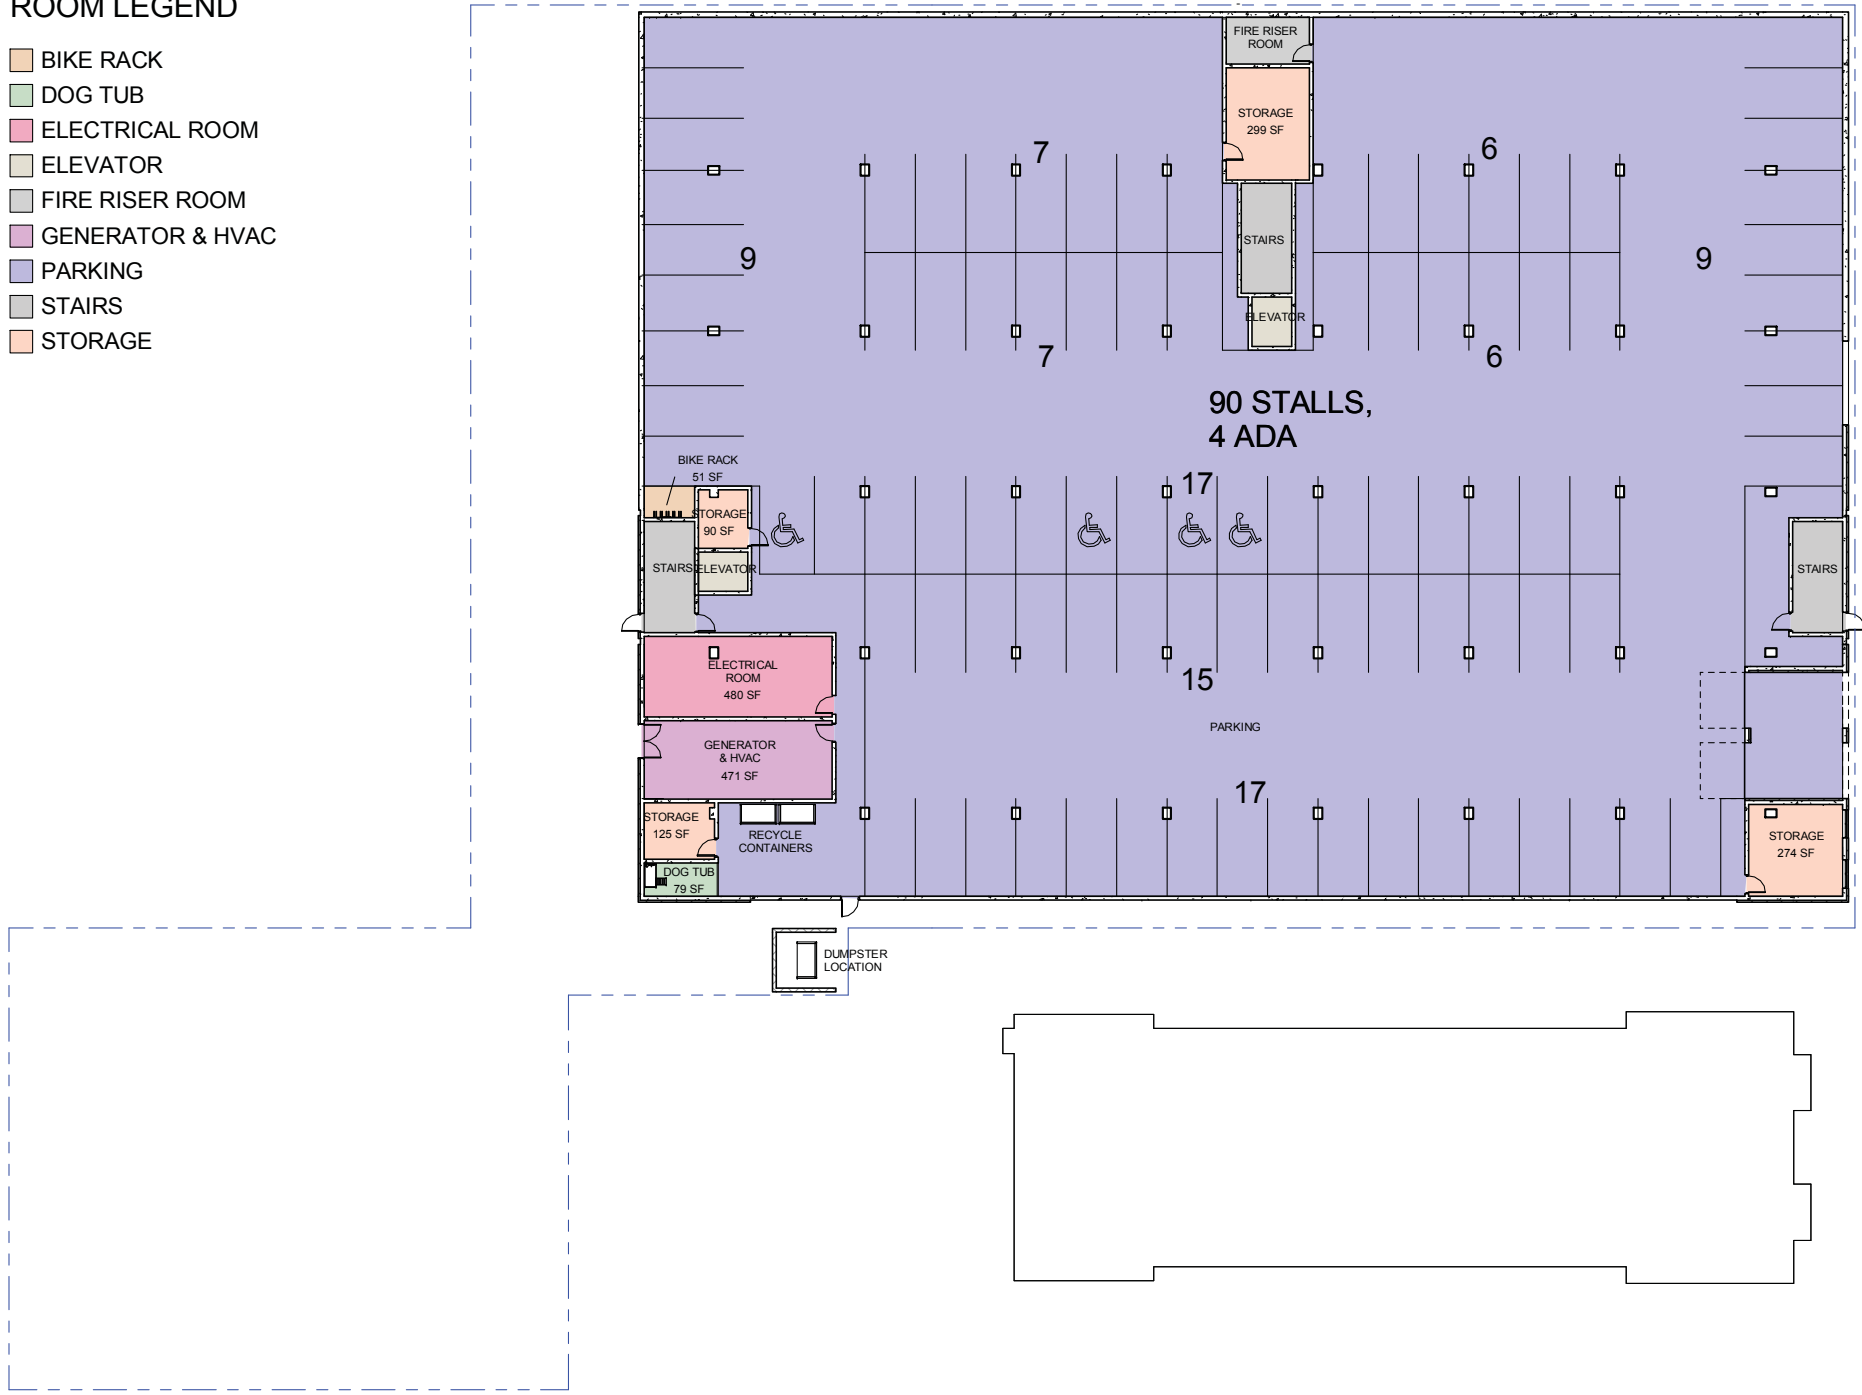 ROOM LEGEND
BIKE RACK
DOG TUB
ELECTRICAL ROOM
ELEVATOR
FIRE RISER ROOM
GENERATOR & HVAC
PARKING
STAIRS
STORAGE
FIRE RISER
ROOM
STORAGE
299 SF
7
6
STAIRS
9
9
ELEVATOR
7
6
90 STALLS,
4 ADA
BIKE RACK
51 SF
17
STORAGE
90 SF
STAIRS
ELEVATOR
STAIRS
ELECTRICAL
ROOM
480 SF
15
PARKING
GENERATOR
& HVAC
471 SF
17
STORAGE
125 SF
RECYCLE
CONTAINERS
STORAGE
274 SF
DOG TUB
79 SF
DUMPSTER
LOCATION